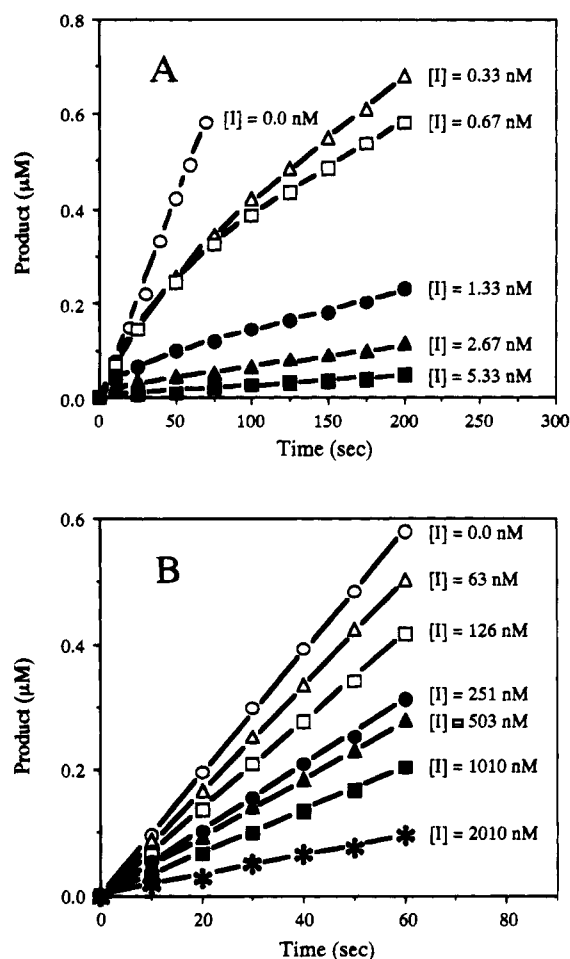 A
0.8
0.6
0.4
0.2
0.0
Product (µM)
[I] = 0.0 nM
[I] = 0.33 nM
[I] = 0.67 nM
[I] = 1.33 nM
[I] = 2.67 nM
[I] = 5.33 nM
0 50 100 150 200 250 300
Time (sec)
B
0.6
0.4
0.2
0.0
Product (µM)
[I] = 0.0 nM
[I] = 63 nM
[I] = 126 nM
[I] = 251 nM
[I] = 503 nM
[I] = 1010 nM
[I] = 2010 nM
0 20 40 60 80
Time (sec)